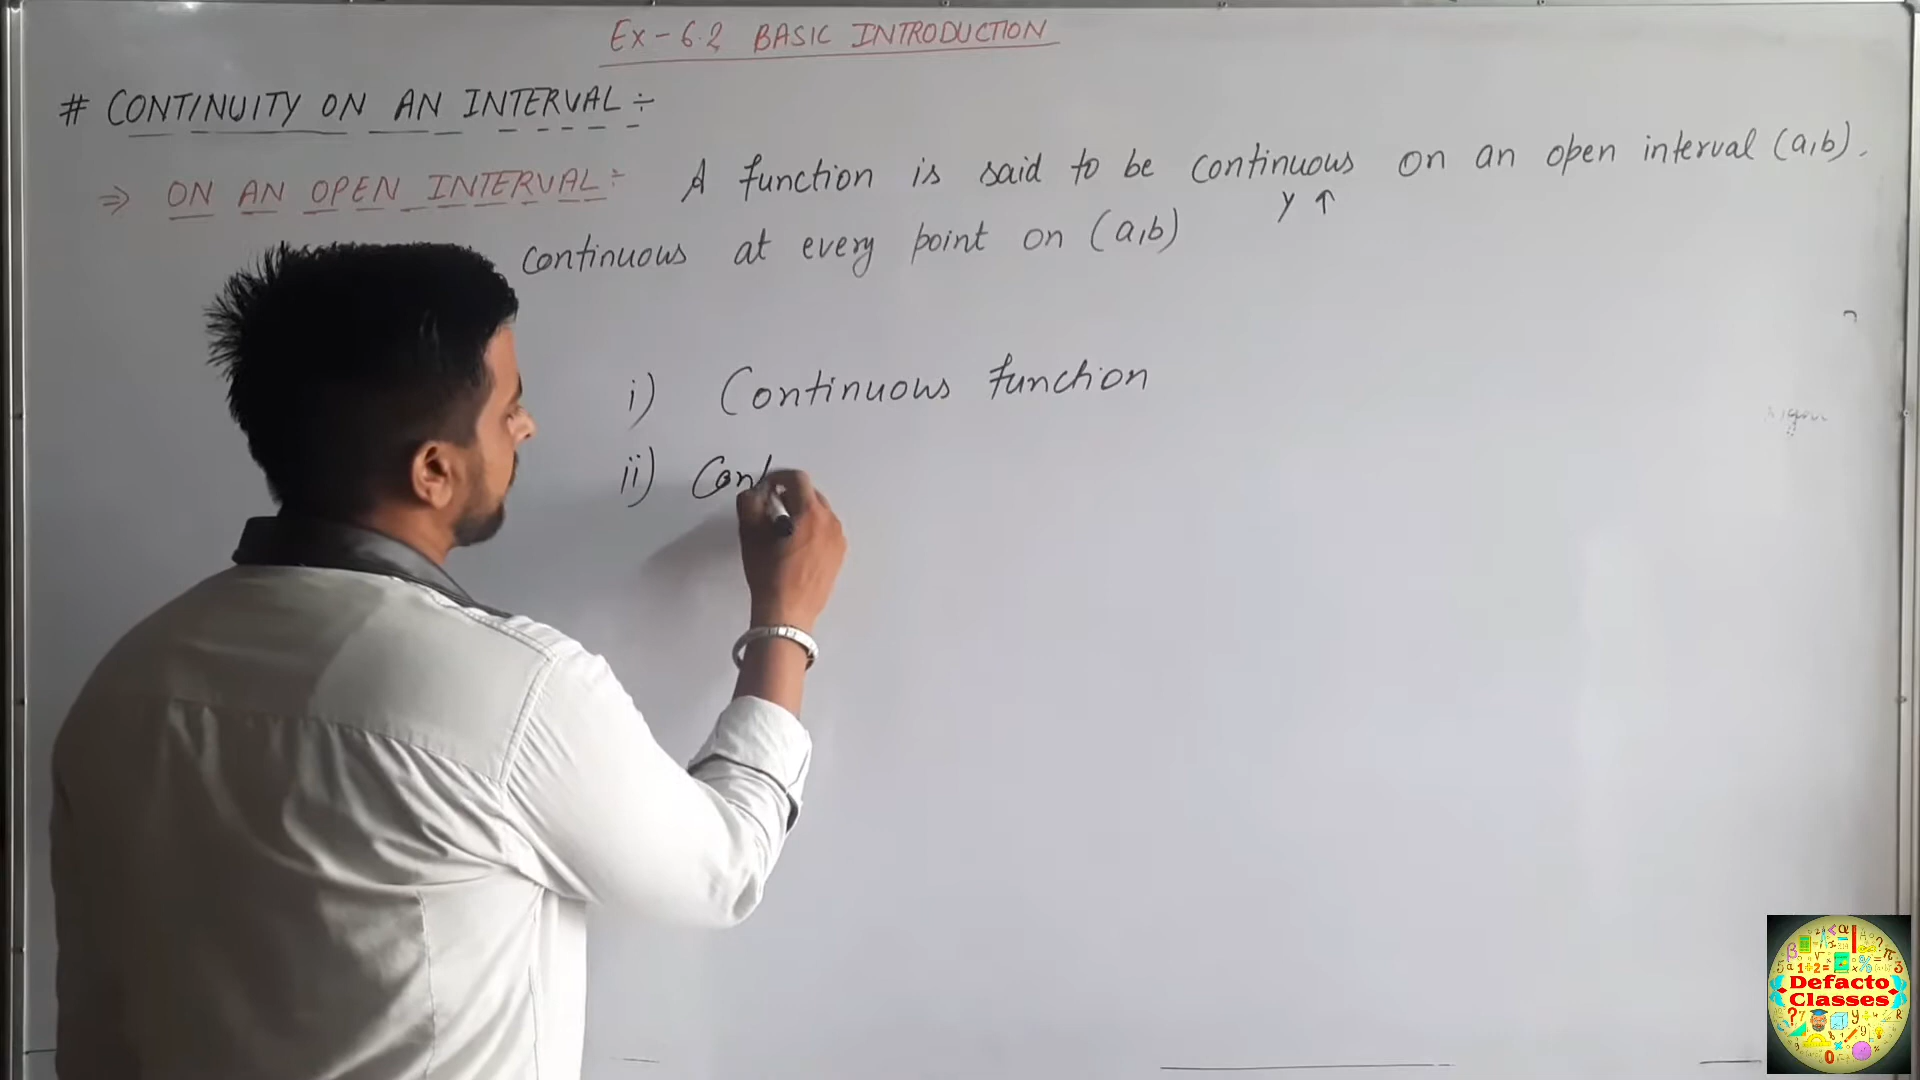 Ex - 6.2 BASIC INTRODUCTION
# CONTINUITY ON AN INTERVAL ÷
⇒ ON AN OPEN INTERVAL ÷ A function is said to be continuous on an open interval (a,b).
y ↑
continuous at every point on (a,b)
i) Continuous function
ii) Cont
Defacto
Classes